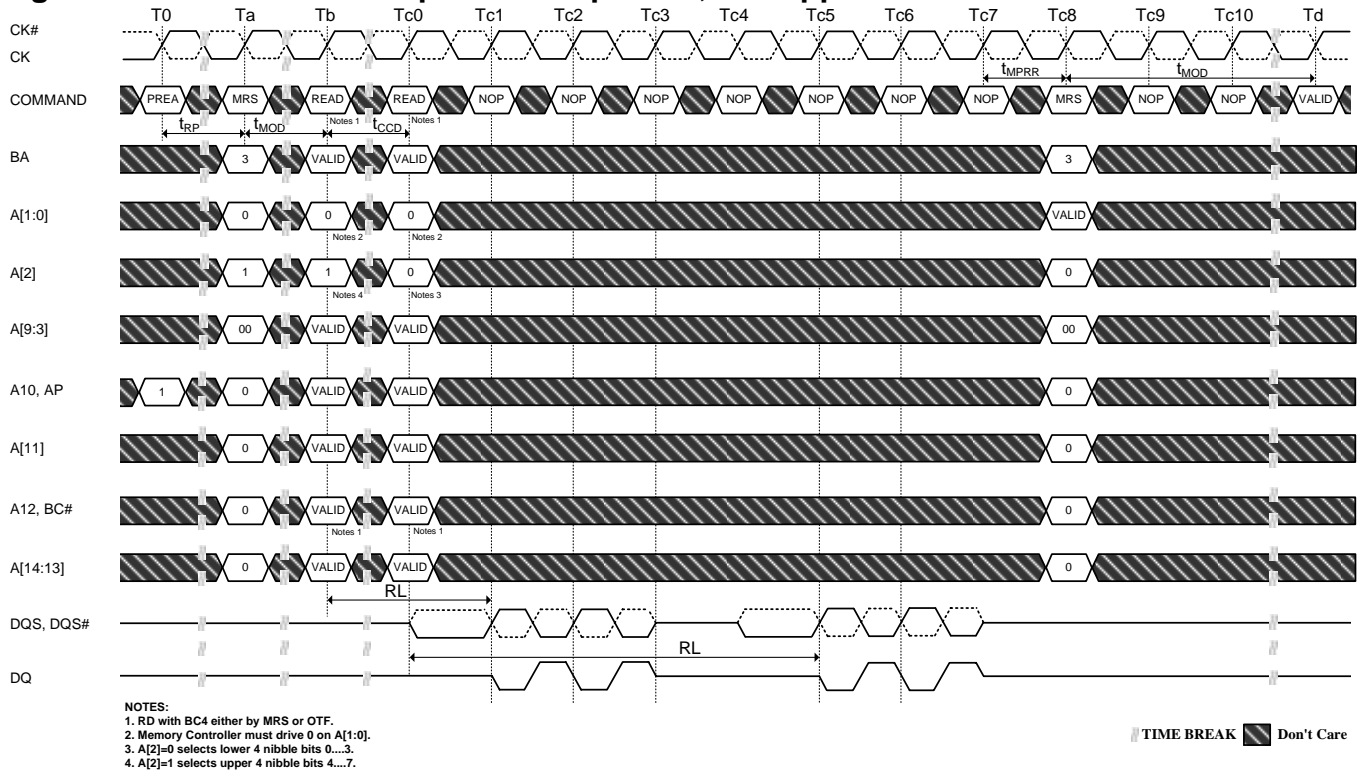 T0 Ta Tb Tc0 Tc1 Tc2 Tc3 Tc4 Tc5 Tc6 Tc7 Tc8 Tc9 Tc10 Td
CK#
CK
tMPRR tMOD
COMMAND PREA MRS READ READ NOP NOP NOP NOP NOP NOP NOP MRS NOP NOP VALID
Notes 1 Notes 1
tRP tMOD tCCD
BA 3 VALID VALID 3
A[1:0] 0 0 0 VALID
Notes 2 Notes 2
A[2] 1 1 0 0
Notes 4 Notes 3
A[9:3] 00 VALID VALID 00
A10, AP 1 0 VALID VALID 0
A[11] 0 VALID VALID 0
A12, BC# 0 VALID VALID 0
Notes 1 Notes 1
A[14:13] 0 VALID VALID 0
RL
DQS, DQS#
RL
DQ
NOTES:
1. RD with BC4 either by MRS or OTF.
2. Memory Controller must drive 0 on A[1:0].
3. A[2]=0 selects lower 4 nibble bits 0....3.
4. A[2]=1 selects upper 4 nibble bits 4....7.
TIME BREAK Don't Care